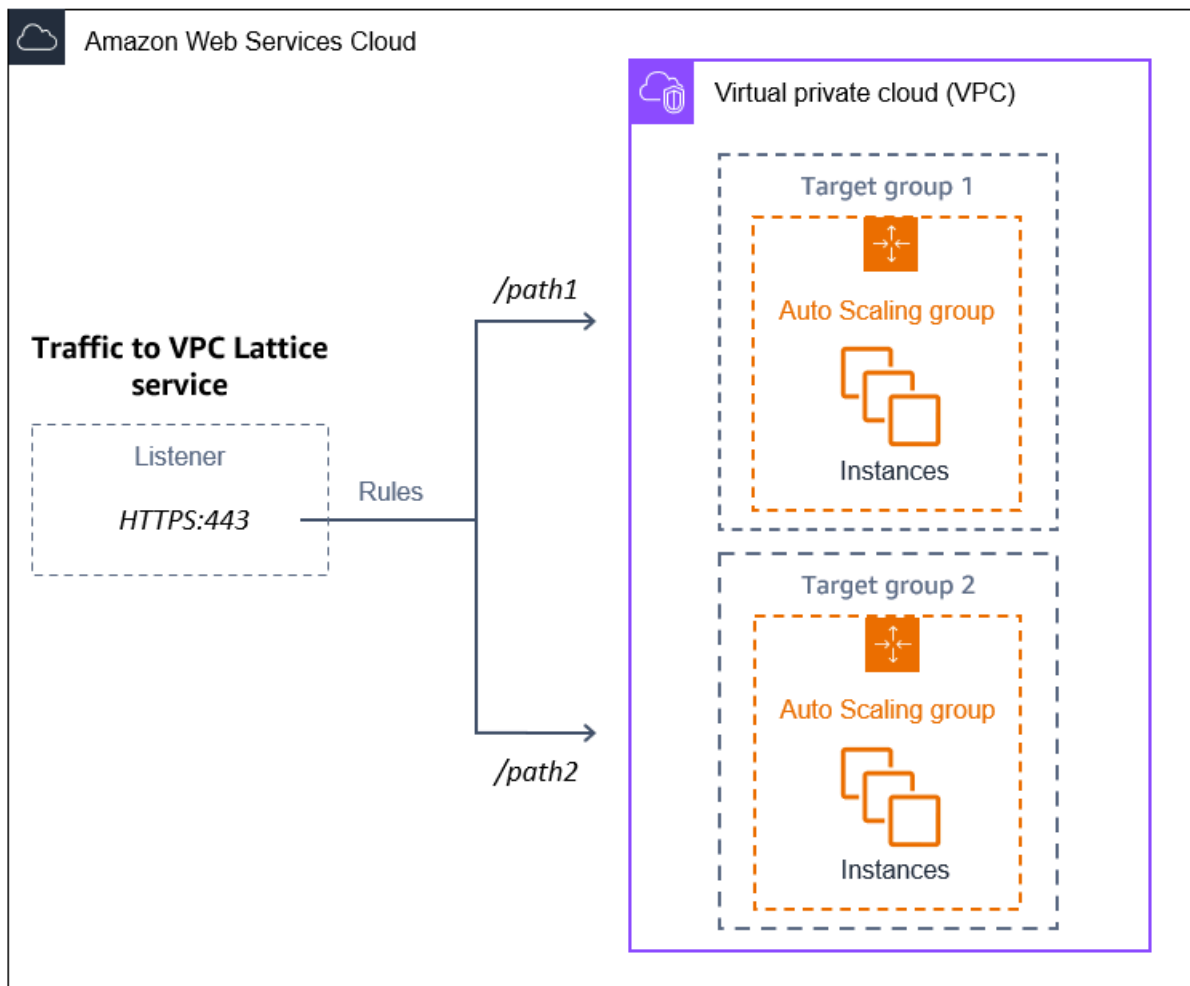 Amazon Web Services Cloud
Virtual private cloud (VPC)
Target group 1
Auto Scaling group
Instances
/path1
Traffic to VPC Lattice
service
Listener
HTTPS:443
Rules
/path2
Target group 2
Auto Scaling group
Instances